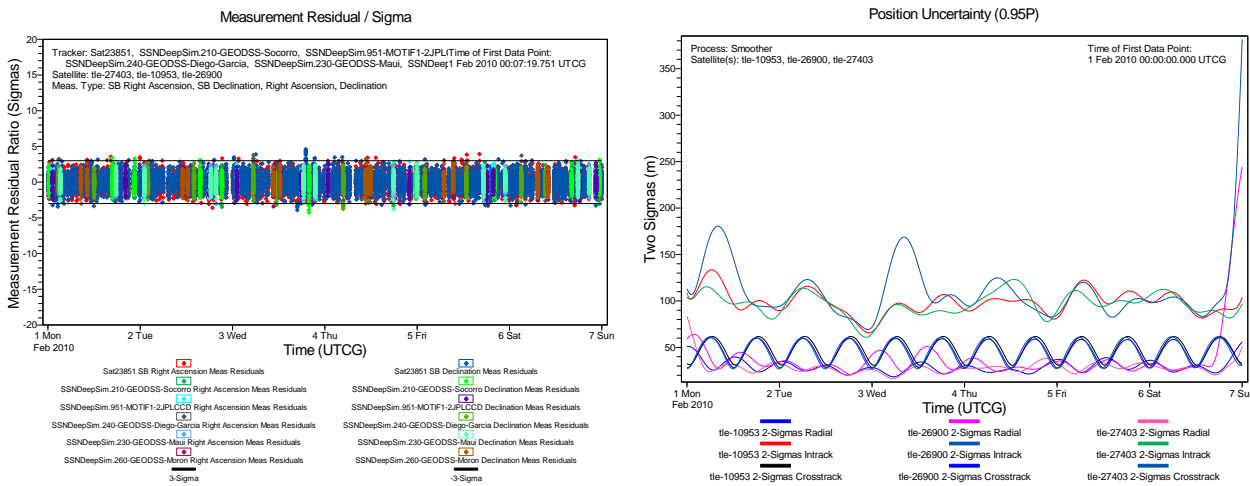 Measurement Residual / Sigma
Measurement Residual Ratio (Sigmas)
20
15
10
5
0
-5
-10
-15
-20
Tracker: Sat23851, SSNDeepSim.210-GEODSS-Socorro, SSNDeepSim.951-MOTIF1-2JPL
Time of First Data Point:
SSNDeepSim.240-GEODSS-Diego-Garcia, SSNDeepSim.230-GEODSS-Maui, SSNDeep
1 Feb 2010 00:07:19.751 UTCG
Satellite: tle-27403, tle-10953, tle-26900
Meas. Type: SB Right Ascension, SB Declination, Right Ascension, Declination
1 Mon 2 Tue 3 Wed 4 Thu 5 Fri 6 Sat 7 Sun
Feb 2010
Time (UTCG)
Sat23851 SB Right Ascension Meas Residuals
Sat23851 SB Declination Meas Residuals
SSNDeepSim.210-GEODSS-Socorro Right Ascension Meas Residuals
SSNDeepSim.210-GEODSS-Socorro Declination Meas Residuals
SSNDeepSim.951-MOTIF1-2JPLCCD Right Ascension Meas Residuals
SSNDeepSim.951-MOTIF1-2JPLCCD Declination Meas Residuals
SSNDeepSim.240-GEODSS-Diego-Garcia Right Ascension Meas Residuals
SSNDeepSim.240-GEODSS-Diego-Garcia Declination Meas Residuals
SSNDeepSim.230-GEODSS-Maui Right Ascension Meas Residuals
SSNDeepSim.230-GEODSS-Maui Declination Meas Residuals
SSNDeepSim.260-GEODSS-Moron Right Ascension Meas Residuals
SSNDeepSim.260-GEODSS-Moron Declination Meas Residuals
3-Sigma
-3-Sigma
Position Uncertainty (0.95P)
Two Sigmas (m)
350
300
250
200
150
100
50
Process: Smoother
Satellite(s): tle-10953, tle-26900, tle-27403
Time of First Data Point:
1 Feb 2010 00:00:00.000 UTCG
1 Mon 2 Tue 3 Wed 4 Thu 5 Fri 6 Sat 7 Su
Feb 2010
Time (UTCG)
tle-10953 2-Sigmas Radial
tle-26900 2-Sigmas Radial
tle-27403 2-Sigmas Radial
tle-10953 2-Sigmas Intrack
tle-26900 2-Sigmas Intrack
tle-27403 2-Sigmas Intrack
tle-10953 2-Sigmas Crosstrack
tle-26900 2-Sigmas Crosstrack
tle-27403 2-Sigmas Crosstrack